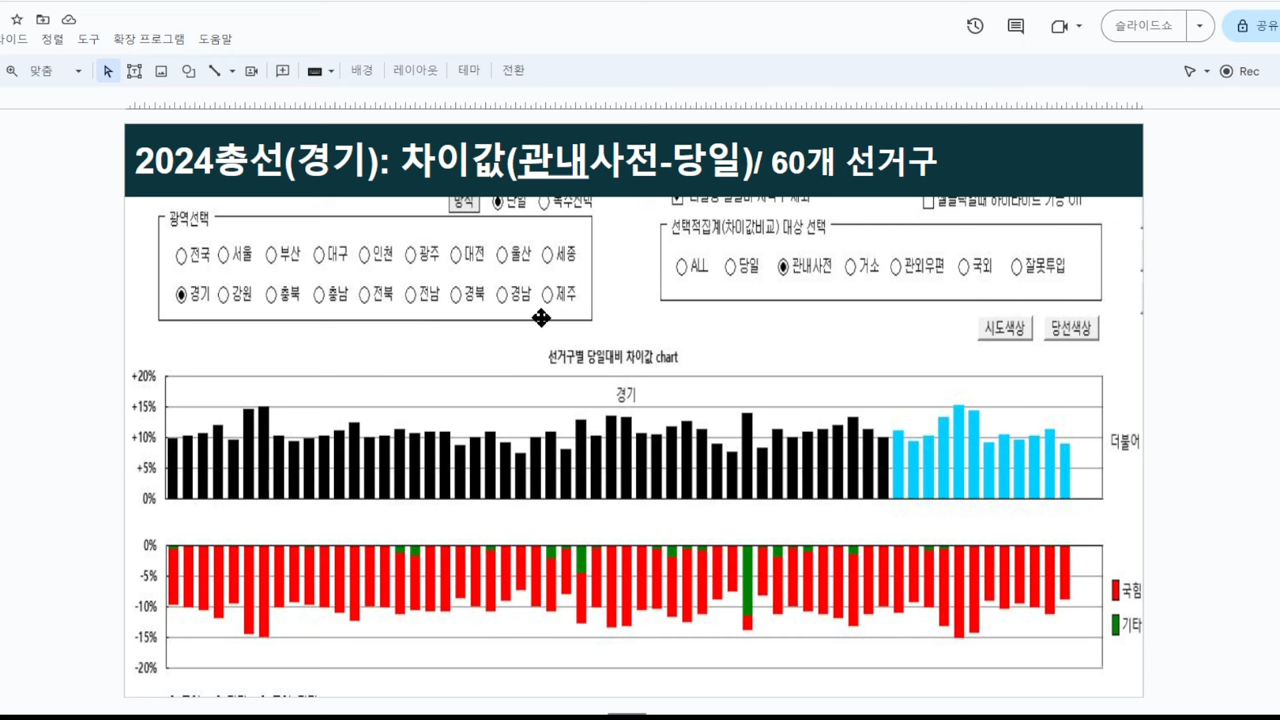 라이드 정렬 도구 확장 프로그램 도움말
슬라이드쇼
공유
맞춤
배경 레이아웃 테마 전환
Rec
2024총선(경기): 차이값(관내사전-당일)/ 60개 선거구
방식 단일 복수선택
광역선택
전국 서울 부산 대구 인천 광주 대전 울산 세종
경기 강원 충북 충남 전북 전남 경북 경남 제주
선택적집계(차이값비교) 대상 선택
ALL 당일 관내사전 거소 관외우편 국외 잘못투입
시도색상 당선색상
선거구별 당일대비 차이값 chart
경기
+20%
+15%
+10%
+5%
0%
더불어
0%
-5%
-10%
-15%
-20%
국힘
기타